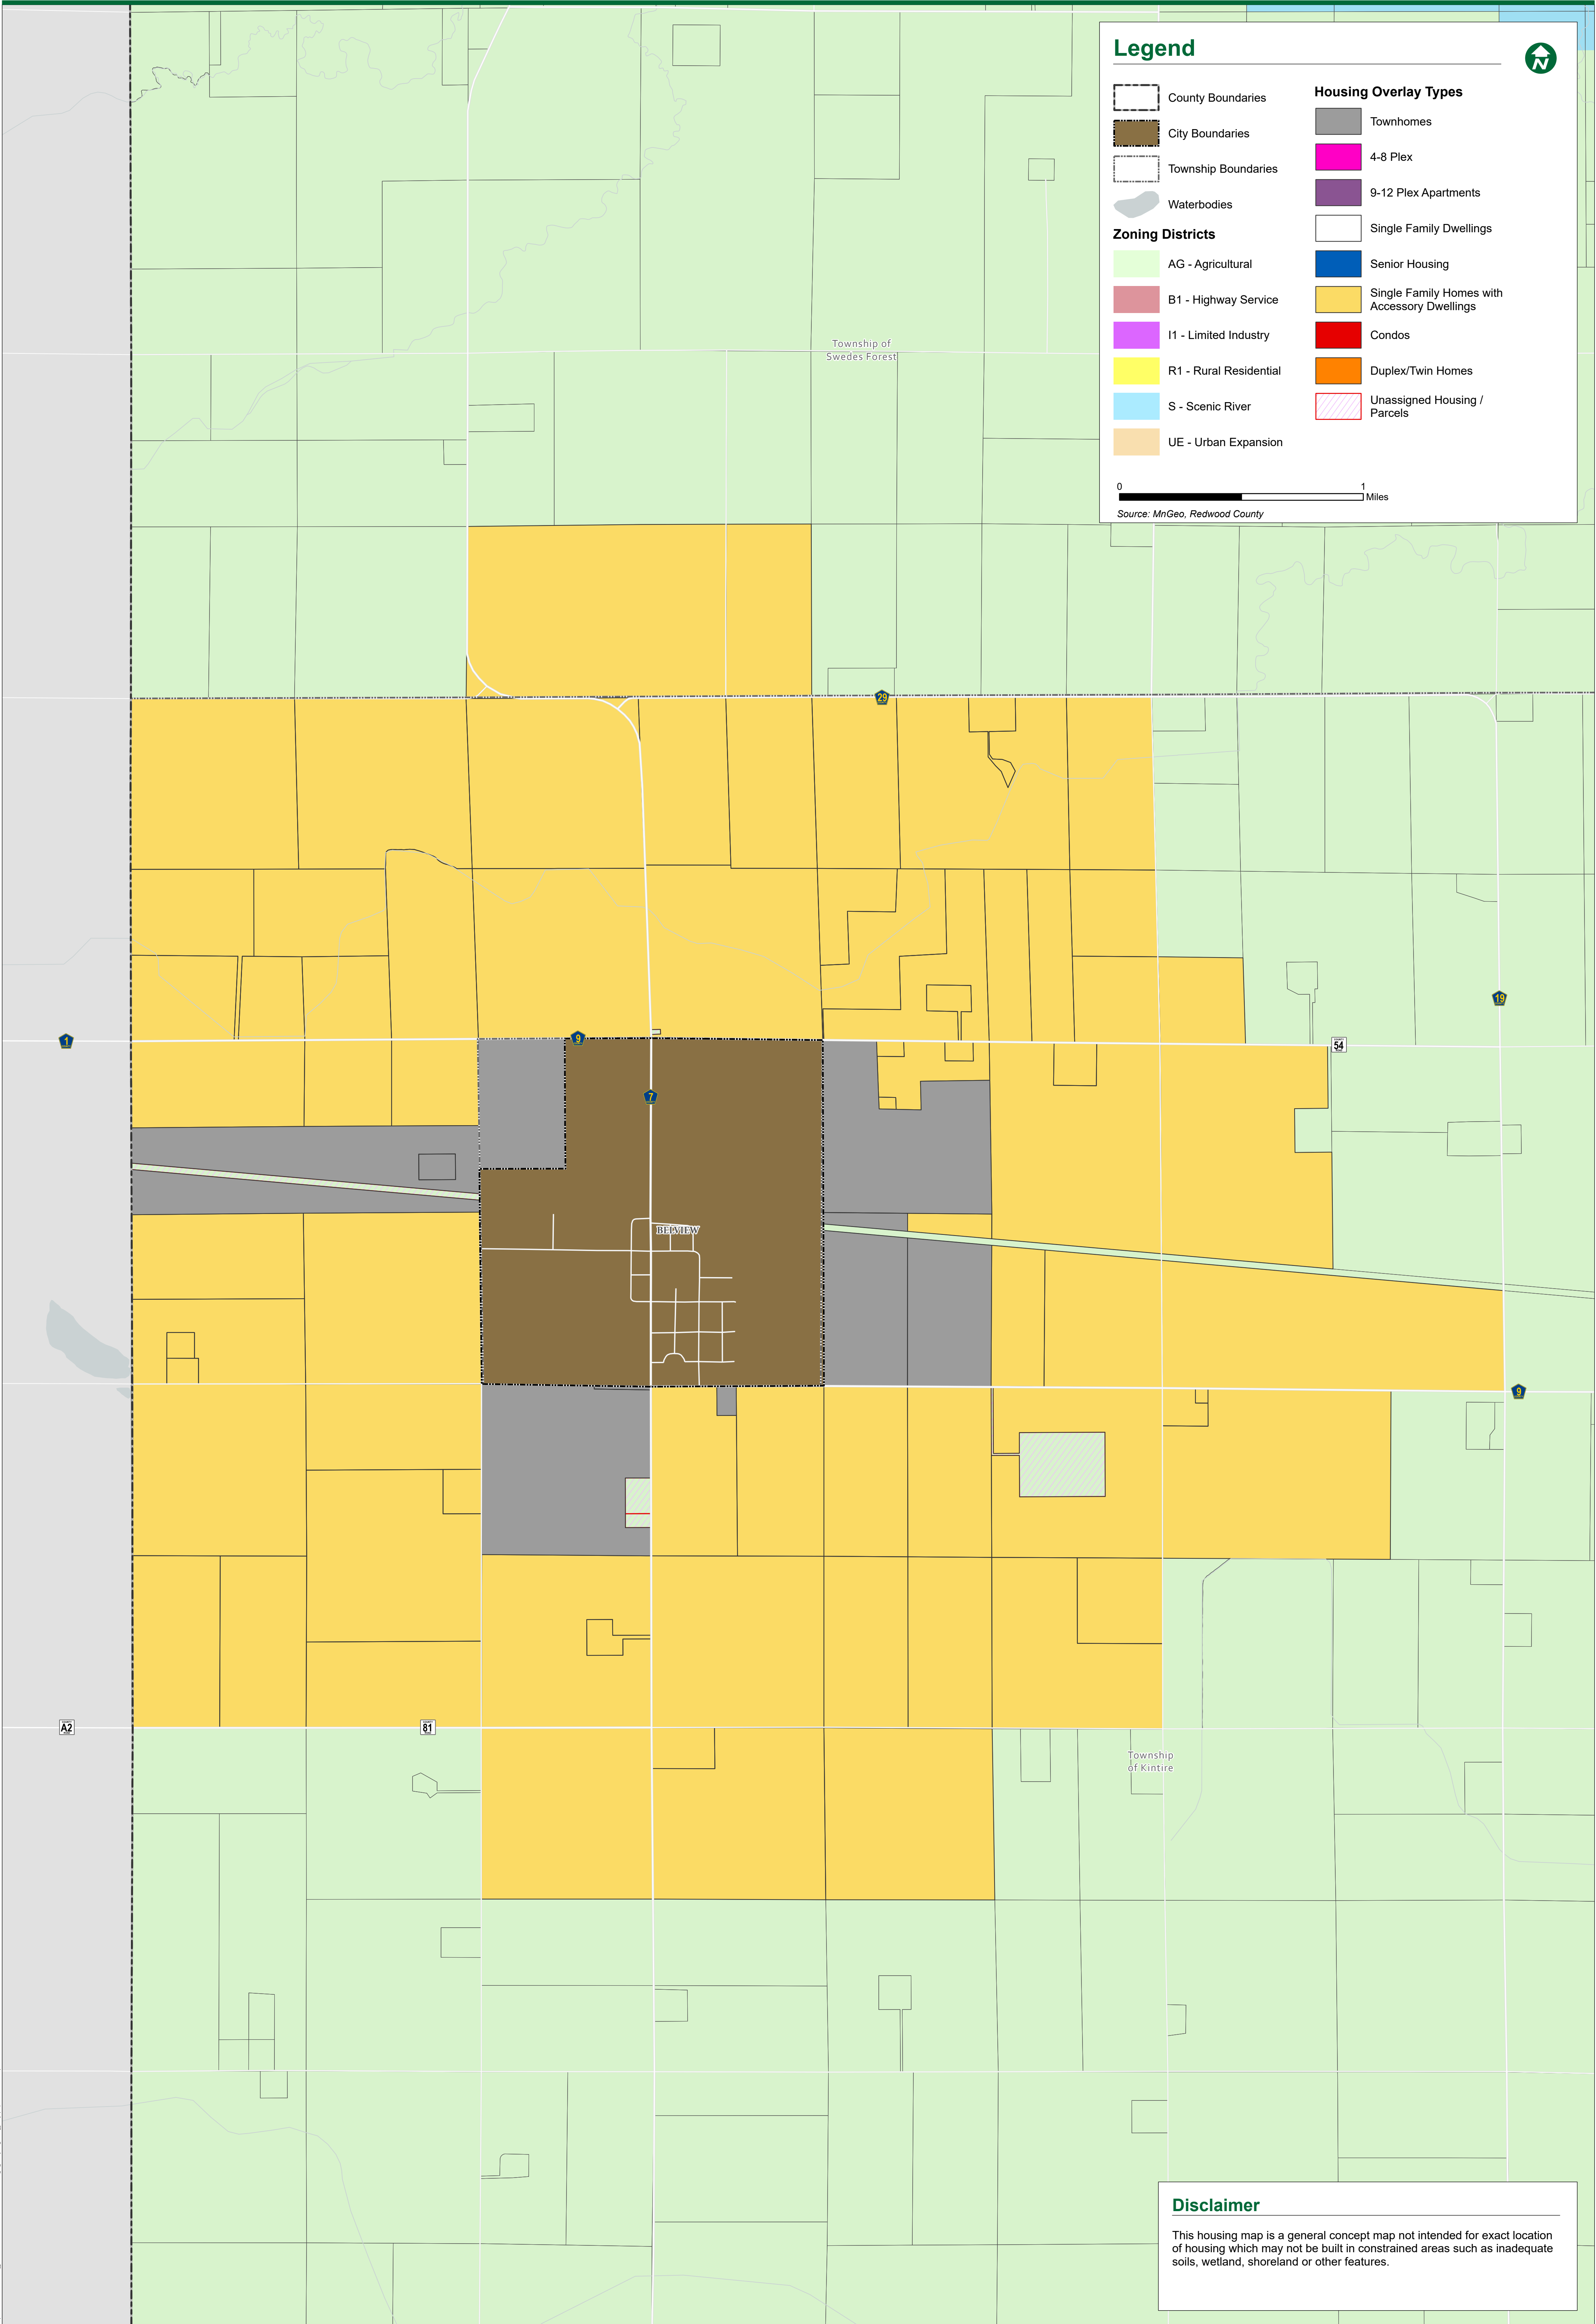 Legend
N
County Boundaries
City Boundaries
Township Boundaries
Waterbodies
Zoning Districts
AG - Agricultural
B1 - Highway Service
I1 - Limited Industry
R1 - Rural Residential
S - Scenic River
UE - Urban Expansion
Housing Overlay Types
Townhomes
4-8 Plex
9-12 Plex Apartments
Single Family Dwellings
Senior Housing
Single Family Homes with
Accessory Dwellings
Condos
Duplex/Twin Homes
Unassigned Housing /
Parcels
0
1
Miles
Source: MnGeo, Redwood County
Township of
Swedes Forest
29
19
1
9
54
7
BELVIEW
9
A2
81
Township
of Kintire
Disclaimer
This housing map is a general concept map not intended for exact location
of housing which may not be built in constrained areas such as inadequate
soils, wetland, shoreland or other features.